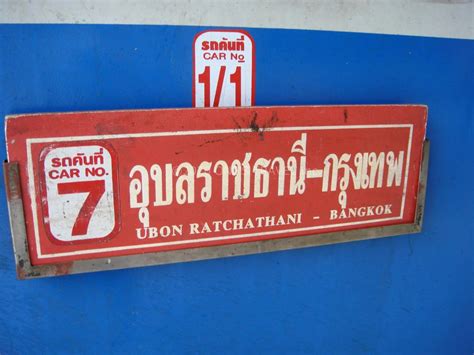 รถคันที่
CAR No
1/1
รถคันที่
CAR NO.
7
อุบลราชธานี-กรุงเทพ
UBON RATCHATHANI - BANGKOK